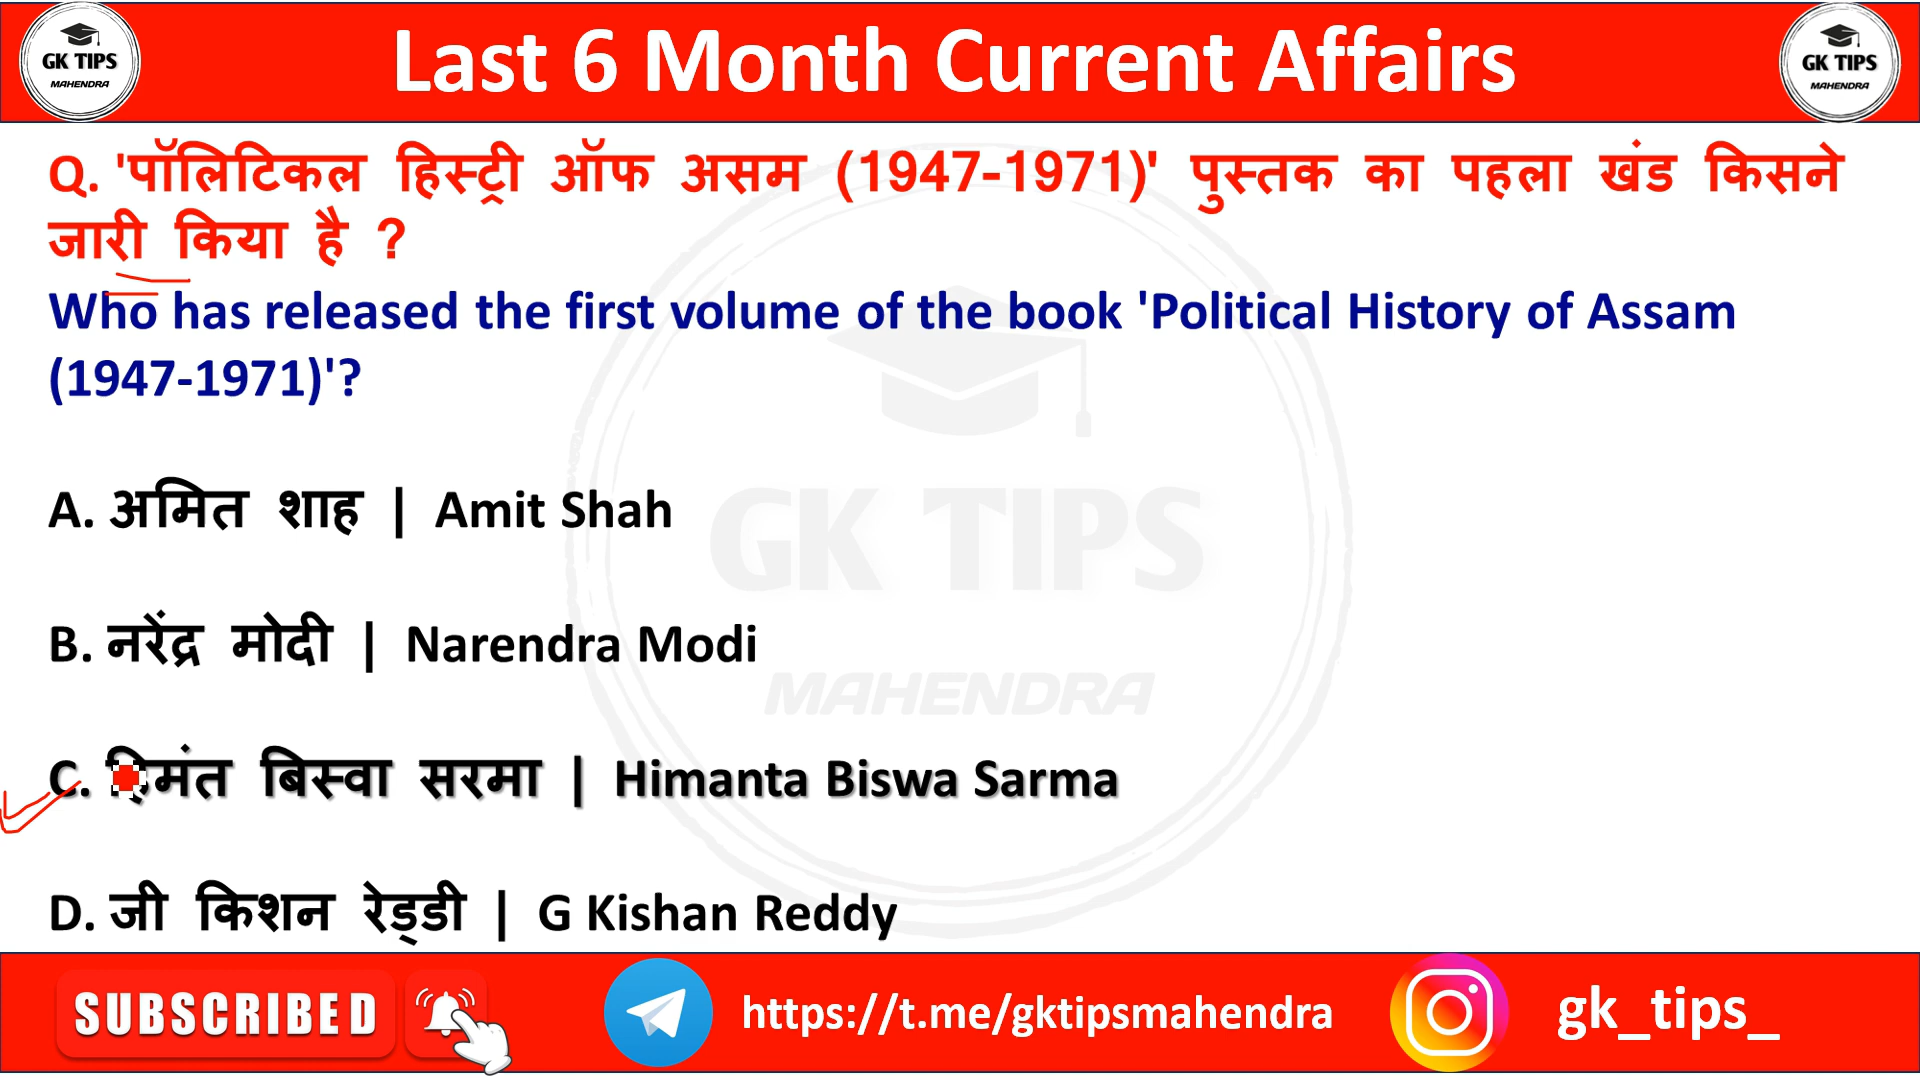 GK TIPS
MAHENDRA
Last 6 Month Current Affairs
GK TIPS
MAHENDRA
Q. 'पॉलिटिकल हिस्ट्री ऑफ असम (1947-1971)' पुस्तक का पहला खंड किसने
जारी किया है ?
Who has released the first volume of the book 'Political History of Assam
(1947-1971)'?
A. अमित शाह | Amit Shah
GK TIPS
B. नरेंद्र मोदी | Narendra Modi
MAHENDRA
C. हिमंत बिस्वा सरमा | Himanta Biswa Sarma
D. जी किशन रेड्डी | G Kishan Reddy
SUBSCRIBED
https://t.me/gktipsmahendra
gk_tips_